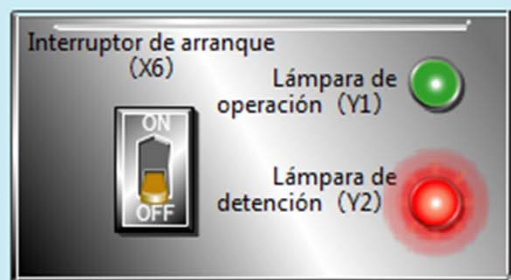 Interruptor de arranque
（X6）
Lámpara de
operación （Y1）
ON
OFF
Lámpara de
detención （Y2）